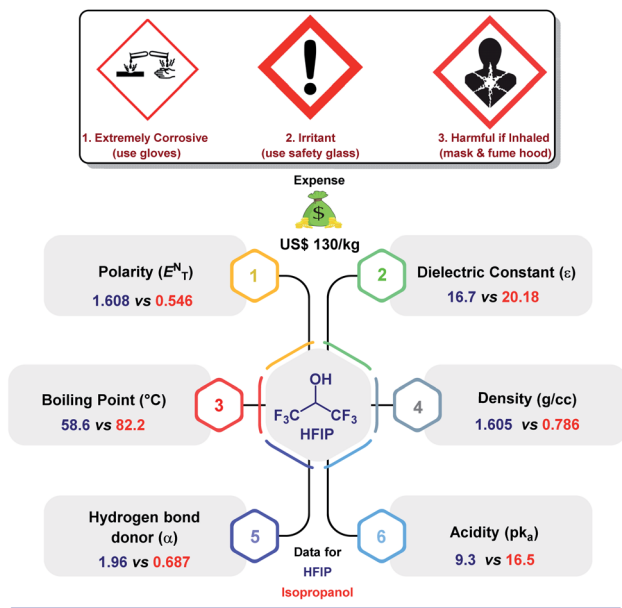 1. Extremely Corrosive
(use gloves)
2. Irritant
(use safety glass)
3. Harmful if Inhaled
(mask & fume hood)
Expense
$
US$ 130/kg
Polarity (E^N_T)
1.608 vs 0.546
1
2
Dielectric Constant (ε)
16.7 vs 20.18
Boiling Point (°C)
58.6 vs 82.2
3
OH
F₃C CF₃
HFIP
4
Density (g/cc)
1.605 vs 0.786
Hydrogen bond
donor (α)
1.96 vs 0.687
5
6
Acidity (pkₐ)
9.3 vs 16.5
Data for
HFIP
Isopropanol